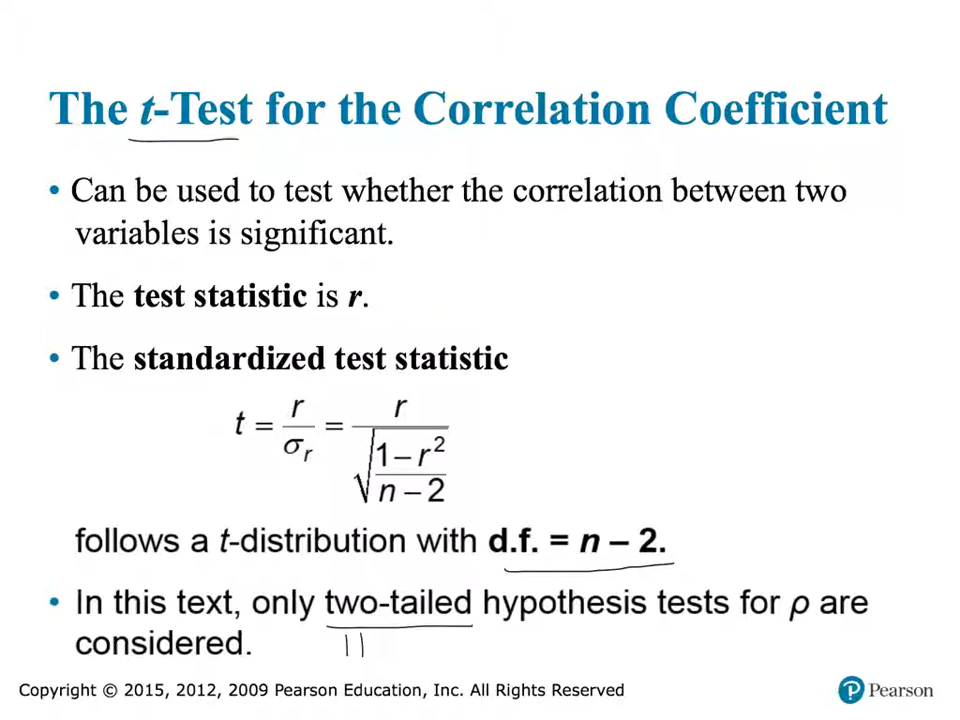 The t-Test for the Correlation Coefficient
• Can be used to test whether the correlation between two
variables is significant.
• The test statistic is r.
• The standardized test statistic
t = r/σᵣ = r/√((1 – r²)/(n – 2))
follows a t-distribution with d.f. = n – 2.
• In this text, only two-tailed hypothesis tests for ρ are
considered.
Copyright © 2015, 2012, 2009 Pearson Education, Inc. All Rights Reserved
Pearson